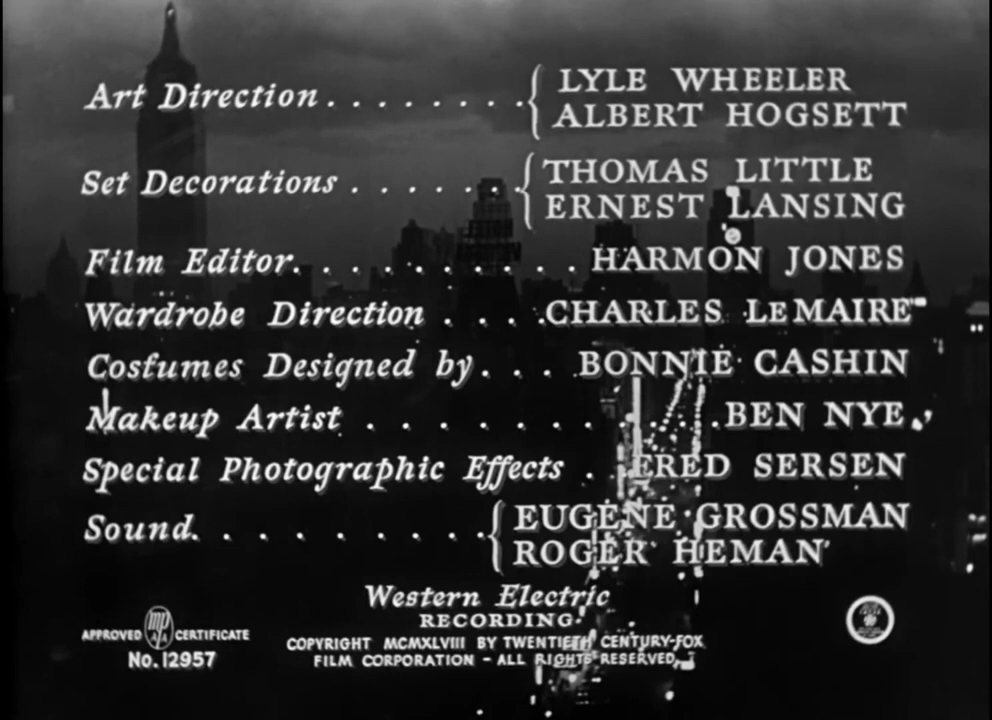 Art Direction . . . . . . . . { LYLE WHEELER
ALBERT HOGSETT
Set Decorations . . . . . . { THOMAS LITTLE
ERNEST LANSING
Film Editor. . . . . . . . . . HARMON JONES
Wardrobe Direction . . . . CHARLES LEMAIRE
Costumes Designed by . . . BONNIE CASHIN
Makeup Artist . . . . . . . . . . BEN NYE
Special Photographic Effects . FRED SERSEN
Sound. . . . . . . . . { EUGENE GROSSMAN
ROGER HEMAN
Western Electric
RECORDING
APPROVED MPAA CERTIFICATE
No. 12957
COPYRIGHT MCMXLVIII BY TWENTIETH CENTURY-FOX
FILM CORPORATION - ALL RIGHTS RESERVED